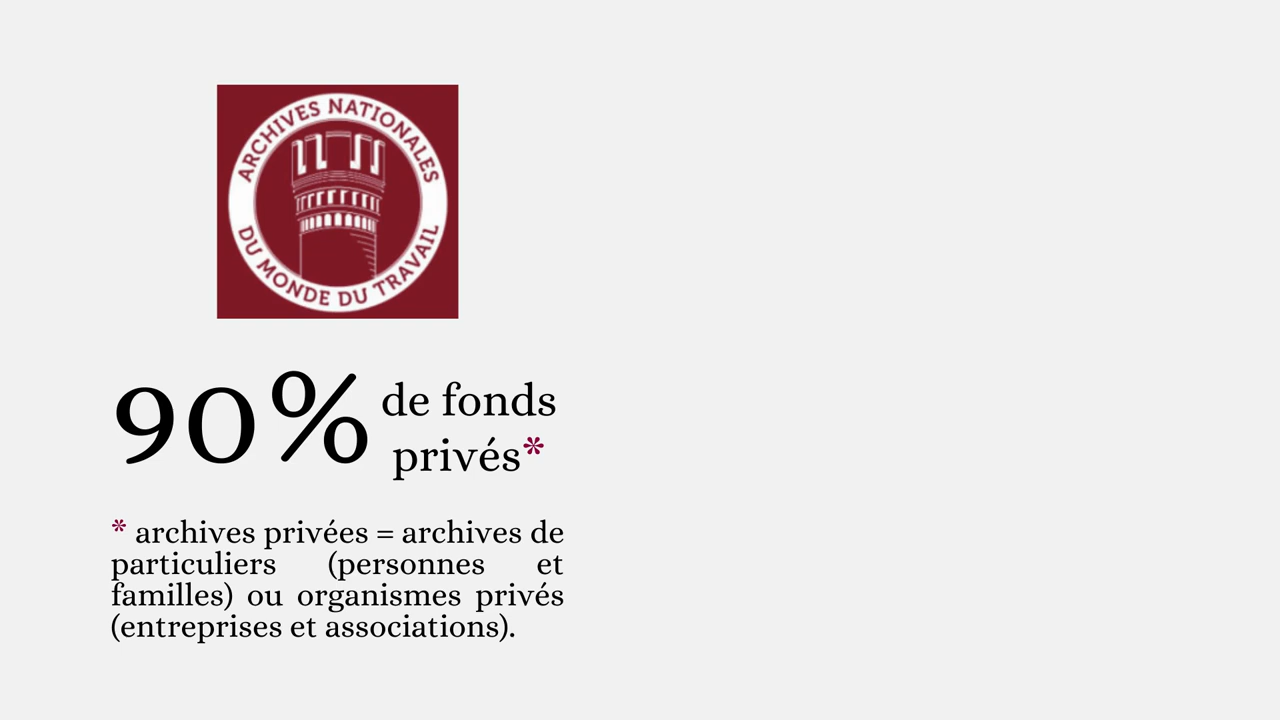 ARCHIVES NATIONALES
DU MONDE DU TRAVAIL
90% de fonds
privés*
* archives privées = archives de
particuliers (personnes et
familles) ou organismes privés
(entreprises et associations).